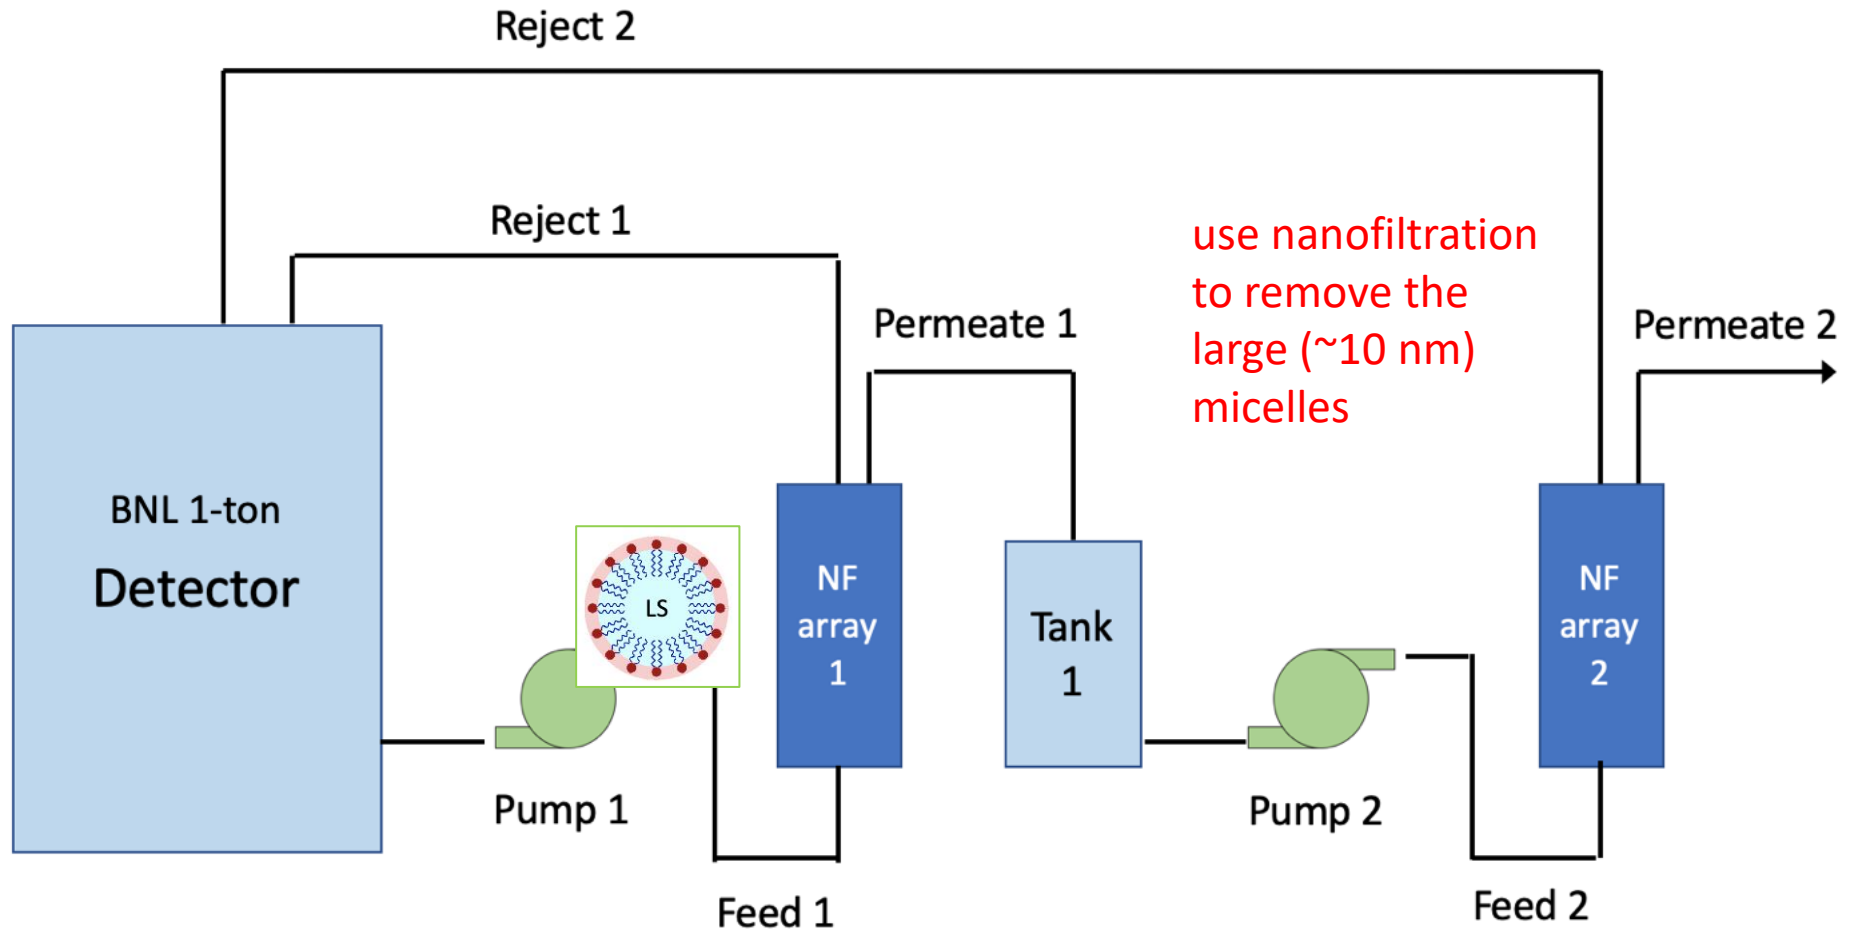 Reject 2
Reject 1
use nanofiltration
to remove the
large (~10 nm)
micelles
Permeate 1
Permeate 2
BNL 1-ton
Detector
LS
NF
array
1
Tank
1
NF
array
2
Pump 1
Pump 2
Feed 1
Feed 2